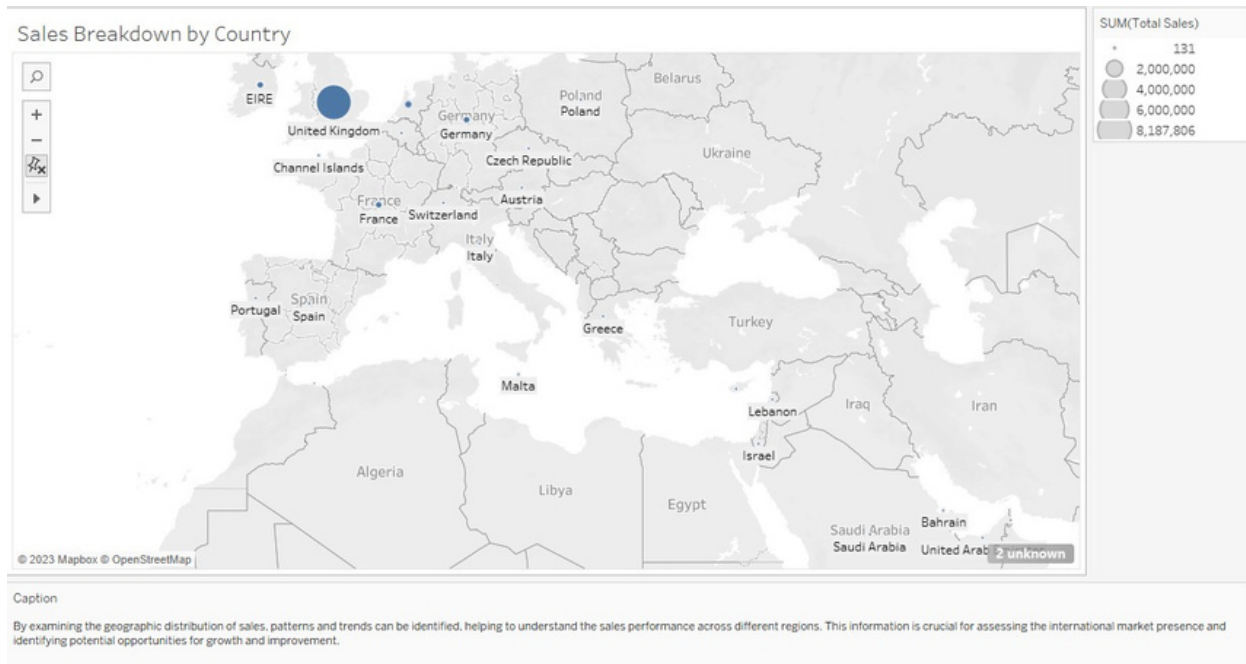 Sales Breakdown by Country
SUM(Total Sales)
131
2,000,000
4,000,000
6,000,000
8,187,806
Belarus
Poland
Poland
EIRE
Germany
United Kingdom
Germany
Ukraine
Czech Republic
Channel Islands
France
Austria
France
Switzerland
Italy
Italy
Spain
Portugal
Spain
Turkey
Greece
Malta
Lebanon
Iraq
Iran
Israel
Algeria
Libya
Egypt
Bahrain
Saudi Arabia
Saudi Arabia
United Arab
2 unknown
© 2023 Mapbox © OpenStreetMap
Caption
By examining the geographic distribution of sales, patterns and trends can be identified, helping to understand the sales performance across different regions. This information is crucial for assessing the international market presence and
identifying potential opportunities for growth and improvement.